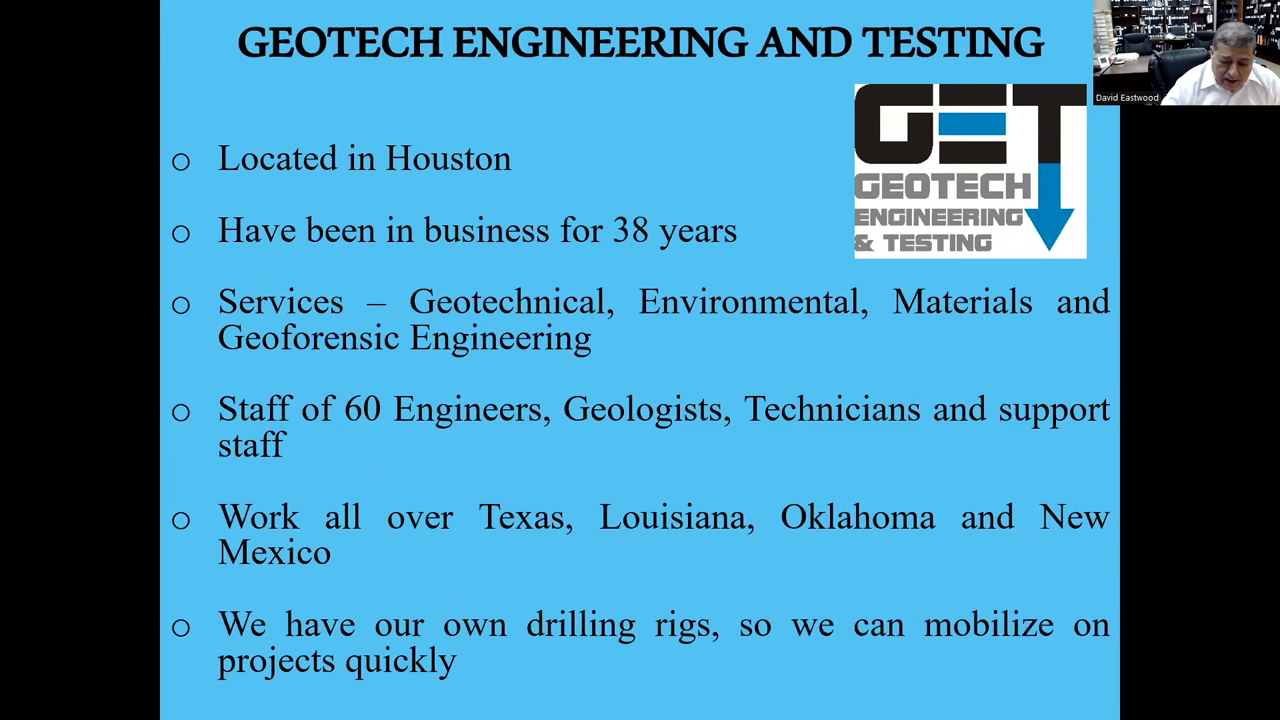 GEOTECH ENGINEERING AND TESTING
David Eastwood
GET
GEOTECH
ENGINEERING
& TESTING
o Located in Houston
o Have been in business for 38 years
o Services – Geotechnical, Environmental, Materials and
Geoforensic Engineering
o Staff of 60 Engineers, Geologists, Technicians and support
staff
o Work all over Texas, Louisiana, Oklahoma and New
Mexico
o We have our own drilling rigs, so we can mobilize on
projects quickly